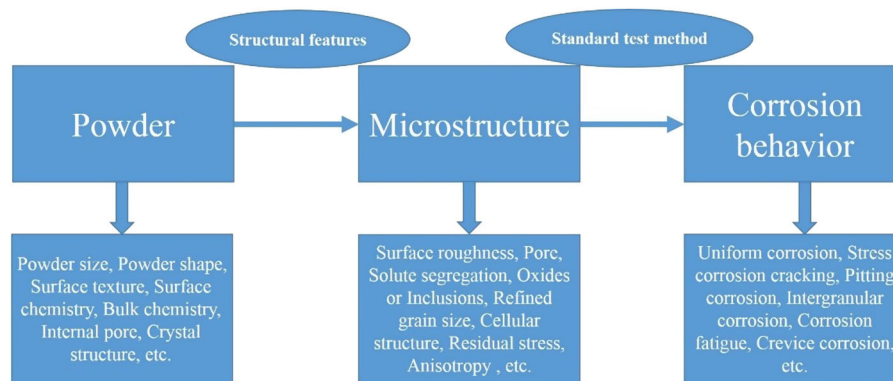 Structural features
Standard test method
Powder
Microstructure
Corrosion
behavior
Powder size, Powder shape,
Surface texture, Surface
chemistry, Bulk chemistry,
Internal pore, Crystal
structure, etc.
Surface roughness, Pore,
Solute segregation, Oxides
or Inclusions, Refined
grain size, Cellular
structure, Residual stress,
Anisotropy , etc.
Uniform corrosion, Stress
corrosion cracking, Pitting
corrosion, Intergranular
corrosion, Corrosion
fatigue, Crevice corrosion,
etc.